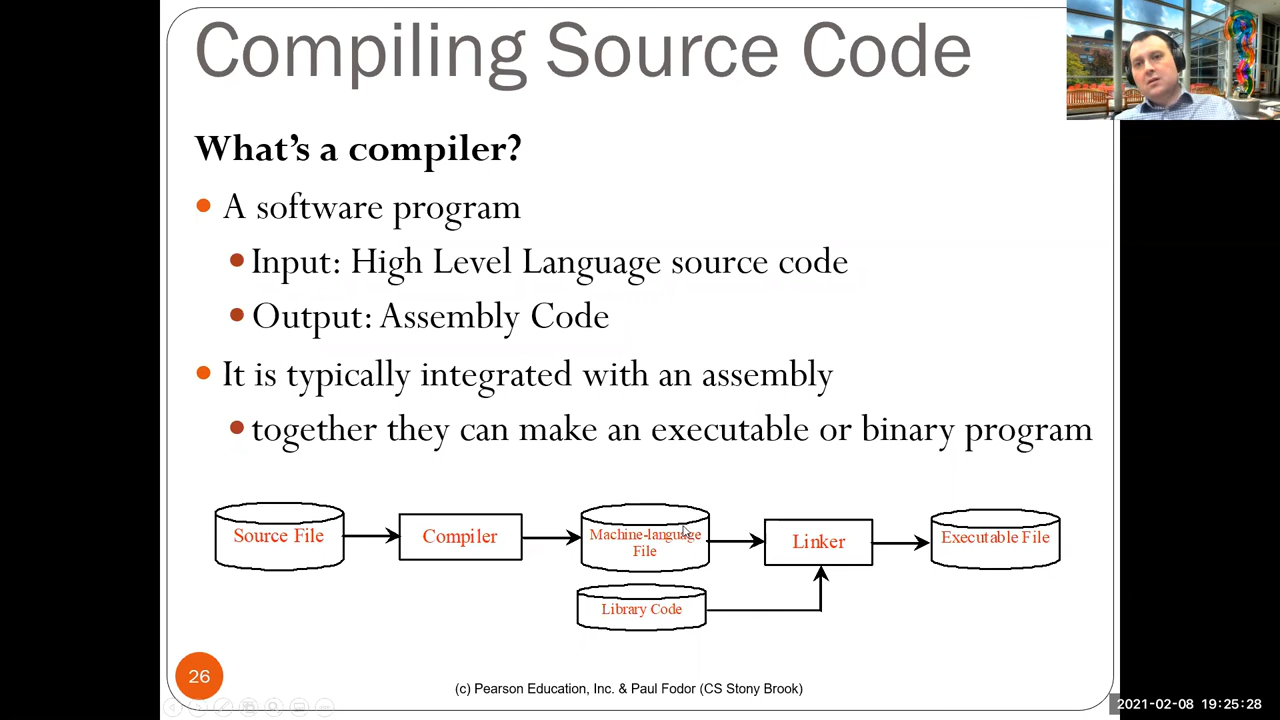 Compiling Source Code
What's a compiler?
A software program
Input: High Level Language source code
Output: Assembly Code
It is typically integrated with an assembly
together they can make an executable or binary program
Source File
Compiler
Machine-language
File
Linker
Executable File
Library Code
26
(c) Pearson Education, Inc. & Paul Fodor (CS Stony Brook)
2021-02-08 19:25:28